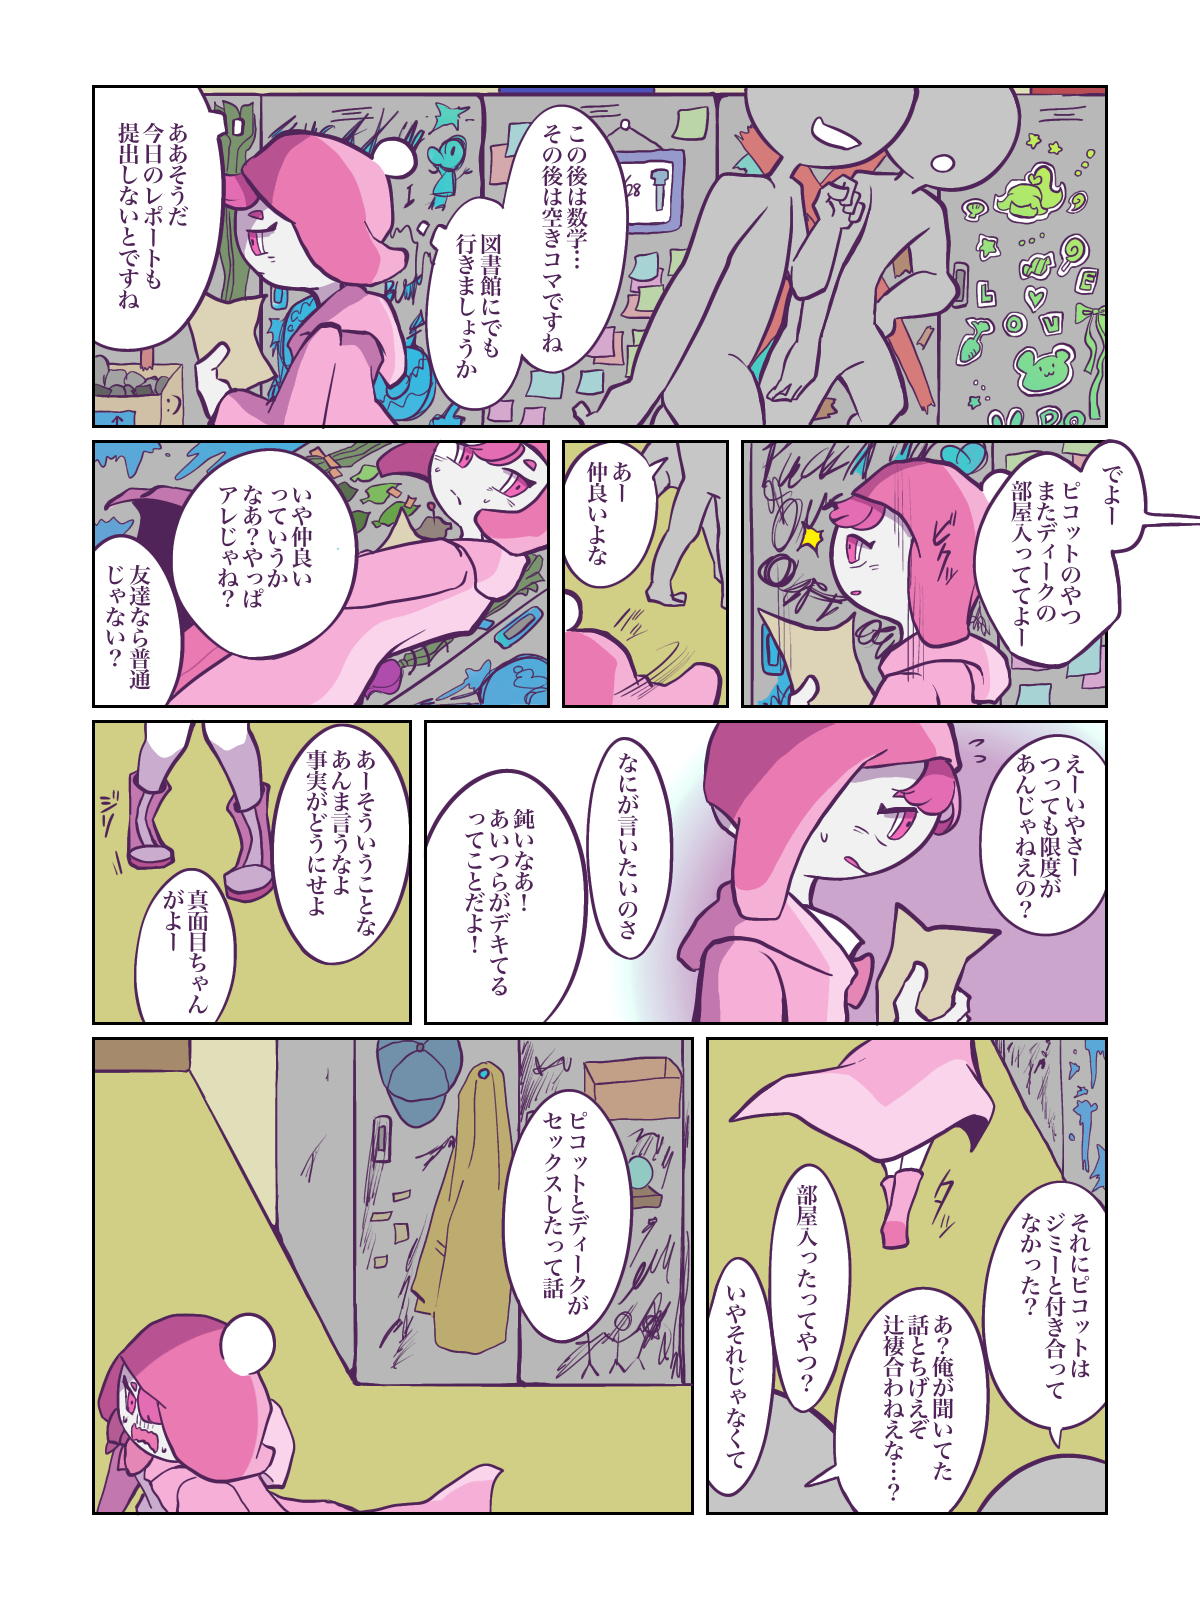 この後は数学…
その後は空きコマですね
図書館にでも
行きましょうか
ああそうだ
今日のレポートも
提出しないとですね
28
LOVE
でよー
ピコットのやつ
またディークの
部屋入っててよー
ビクッ
あー
仲良いよな
いや仲良い
っていうか
なあ？やっぱ
アレじゃね？
友達なら普通
じゃない？
えーいやさー
つっても限度が
あんじゃねえの？
なにが言いたいのさ
鈍いなあ！
あいつらがデキてる
ってことだよ！
あーそういうことな
あんま言うなよ
事実がどうにせよ
真面目ちゃん
がよー
ジリ
それにピコットは
ジミーと付き合って
なかった？
あ？俺が聞いてた
話とちげえぞ
辻褄合わねえな…？
部屋入ったってやつ？
いやそれじゃなくて
タッ
ピコットとディークが
セックスしたって話